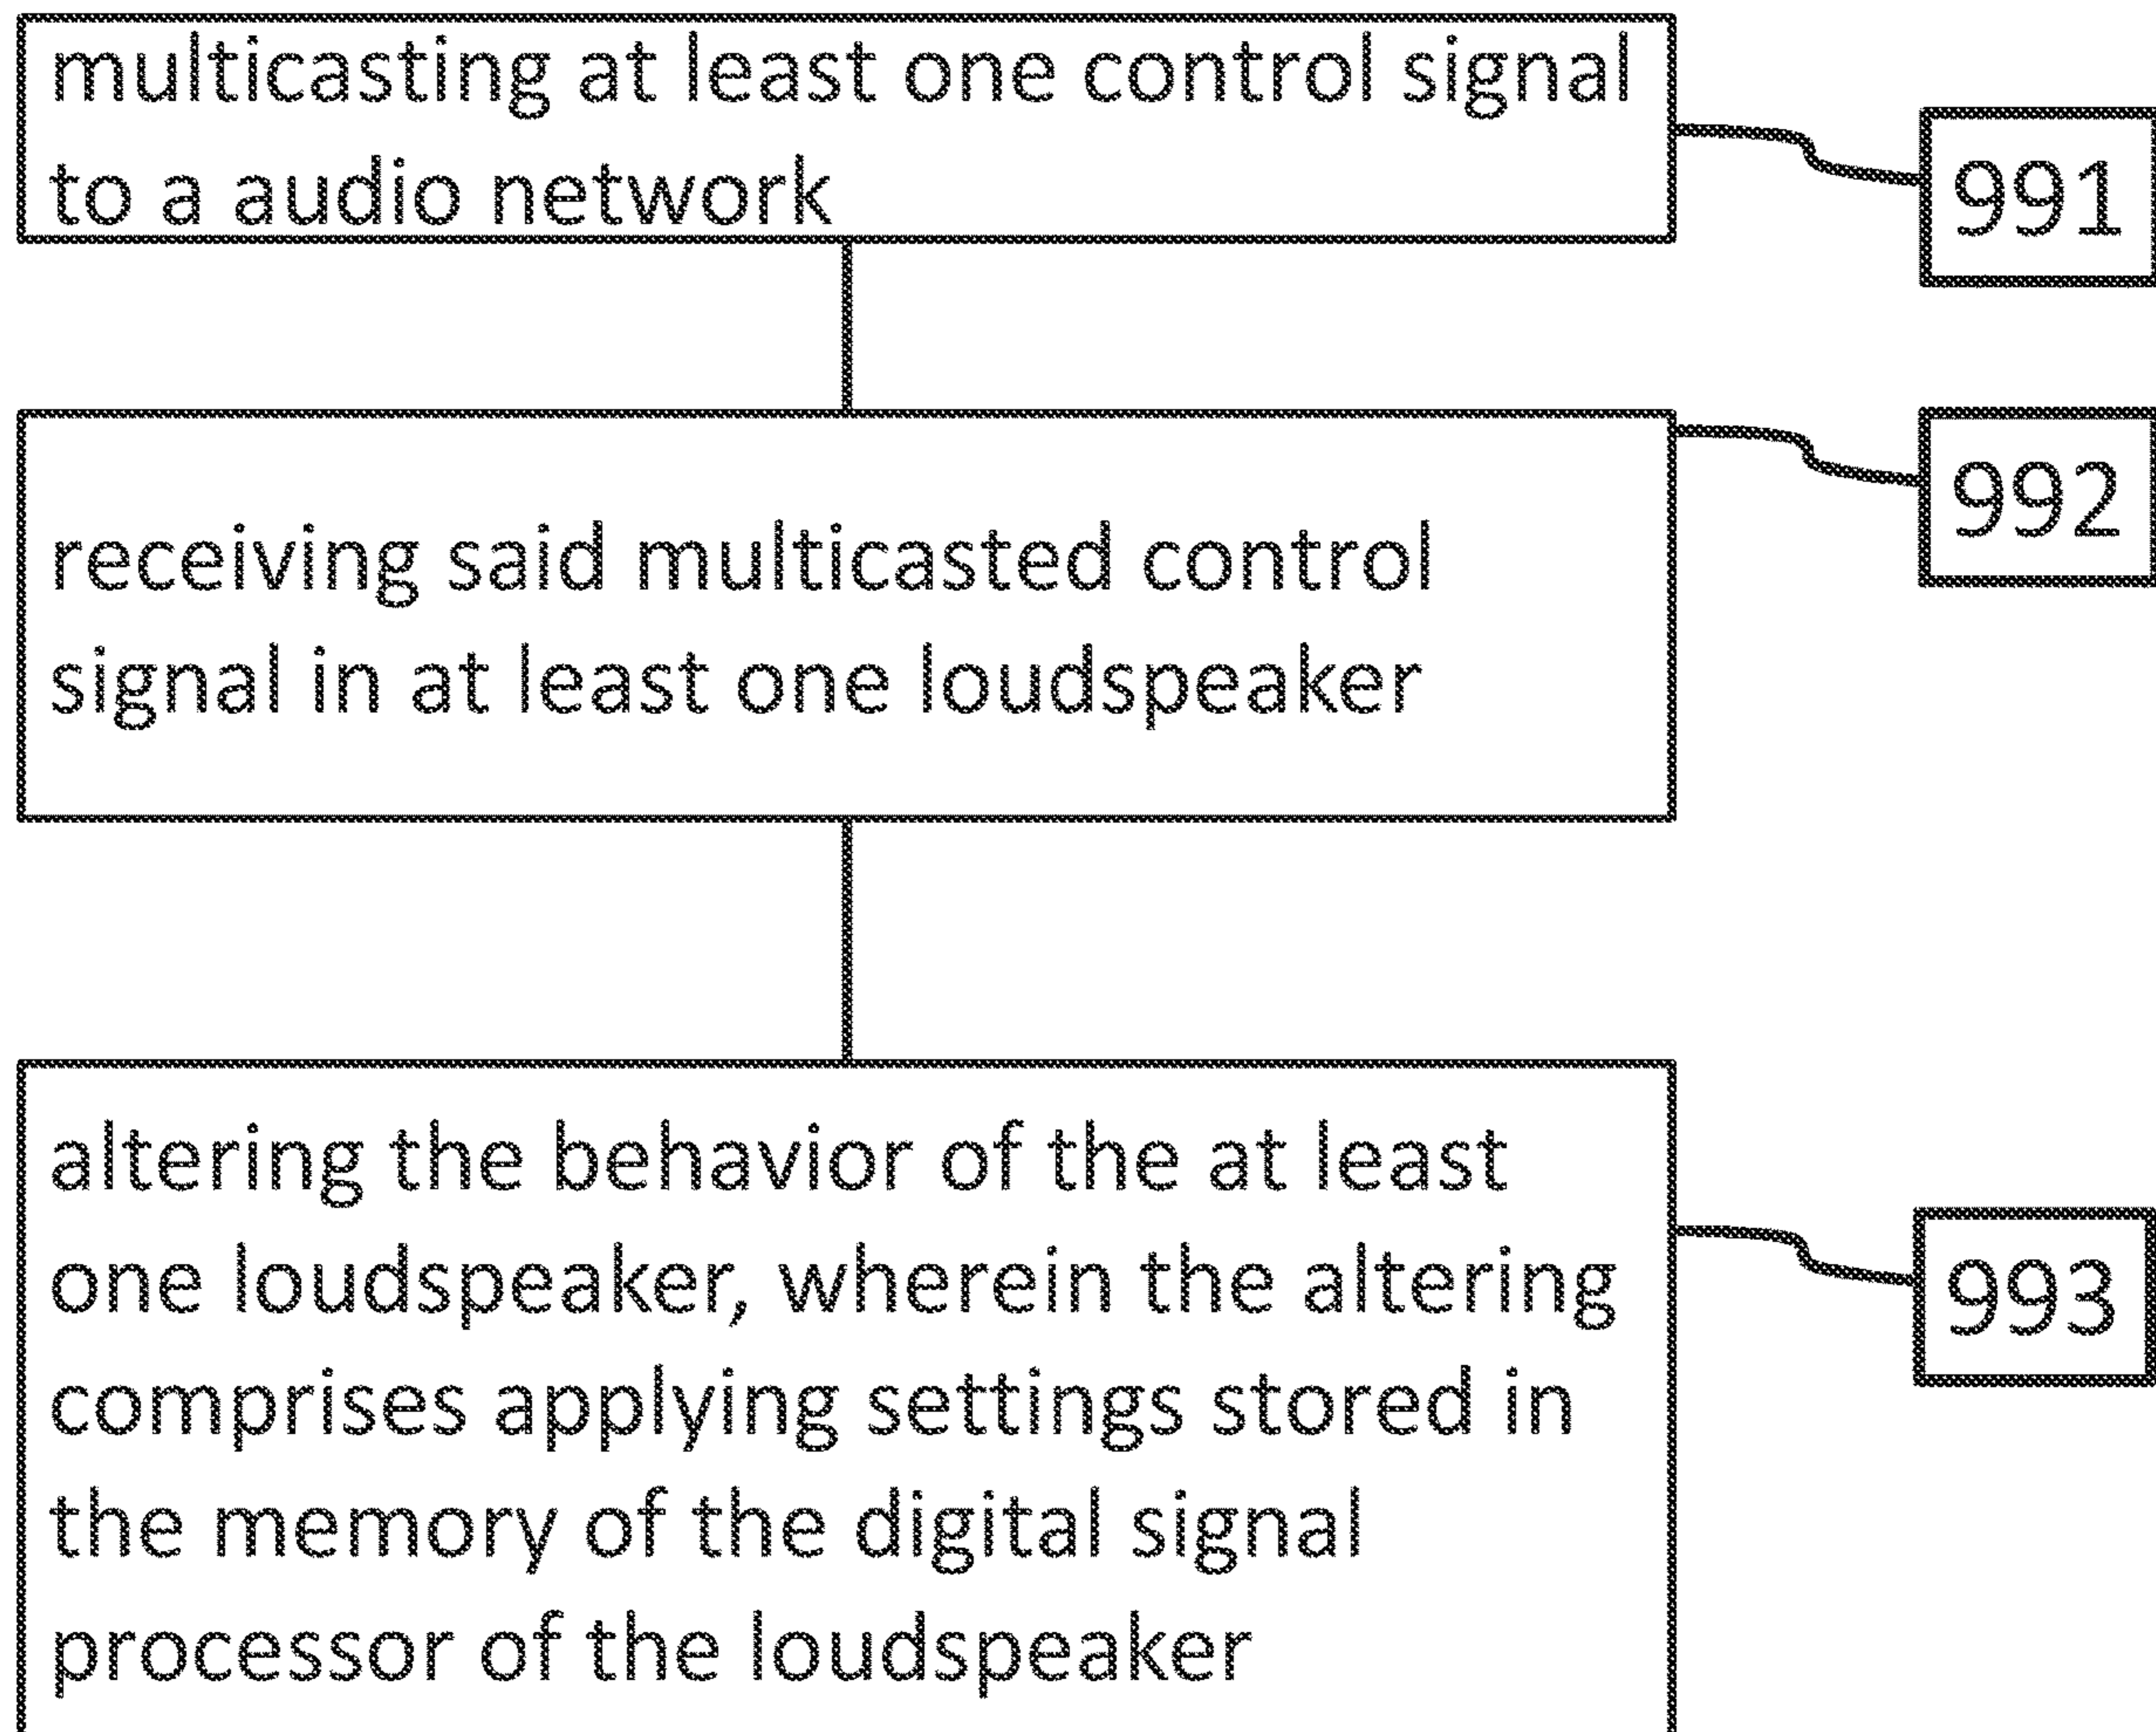 multicasting at least one control signal
to a audio network
991
receiving said multicasted control
signal in at least one loudspeaker
992
altering the behavior of the at least
one loudspeaker, wherein the altering
comprises applying settings stored in
the memory of the digital signal
processor of the loudspeaker
993